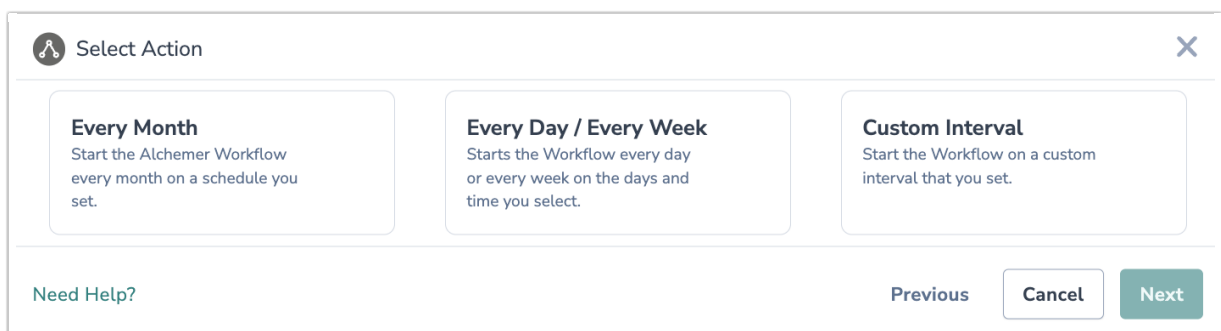 Select Action
Every Month
Start the Alchemer Workflow
every month on a schedule you
set.
Every Day / Every Week
Starts the Workflow every day
or every week on the days and
time you select.
Custom Interval
Start the Workflow on a custom
interval that you set.
Need Help?
Previous
Cancel
Next